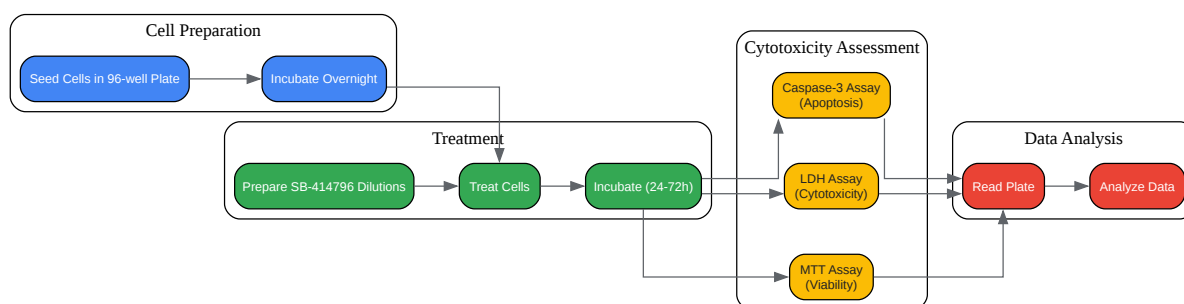 Cell Preparation
Seed Cells in 96-well Plate
Incubate Overnight
Treatment
Prepare SB-414796 Dilutions
Treat Cells
Incubate (24-72h)
Cytotoxicity Assessment
Caspase-3 Assay
(Apoptosis)
LDH Assay
(Cytotoxicity)
MTT Assay
(Viability)
Data Analysis
Read Plate
Analyze Data